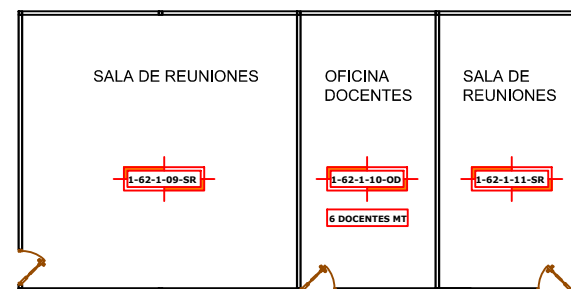 SALA DE REUNIONES
1-62-1-09-SR
OFICINA
DOCENTES
1-62-1-10-OD
6 DOCENTES MT
SALA DE
REUNIONES
1-62-1-11-SR